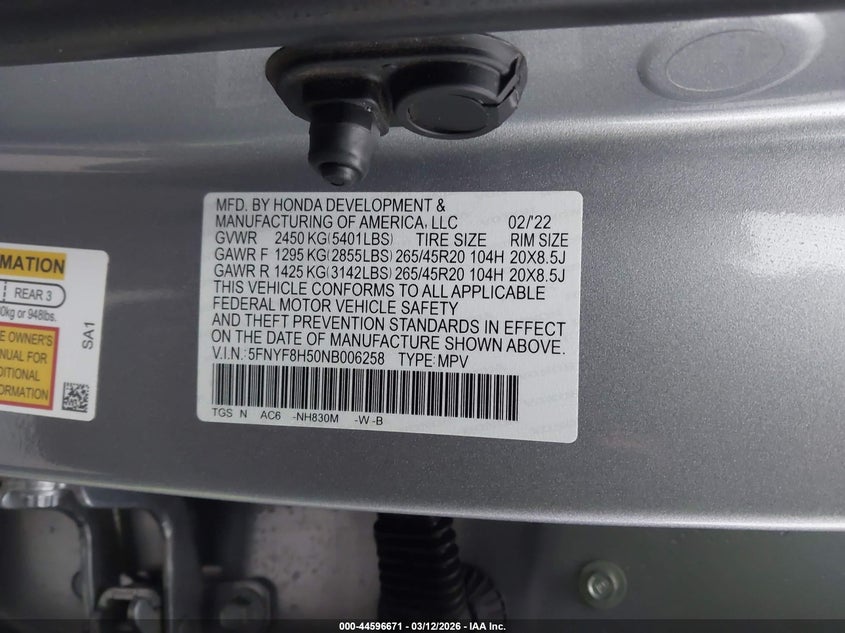 MFD. BY HONDA DEVELOPMENT &
MANUFACTURING OF AMERICA, LLC 02/'22
GVWR 2450 KG(5401LBS) TIRE SIZE RIM SIZE
GAWR F 1295 KG(2855LBS) 265/45R20 104H 20X8.5J
GAWR R 1425 KG(3142LBS) 265/45R20 104H 20X8.5J
THIS VEHICLE CONFORMS TO ALL APPLICABLE
FEDERAL MOTOR VEHICLE SAFETY
AND THEFT PREVENTION STANDARDS IN EFFECT
ON THE DATE OF MANUFACTURE SHOWN ABOVE.
V.I.N.: 5FNYF8H50NB006258 TYPE: MPV
TGS N AC6 -NH830M -W-B
REAR 3
or 948lbs.
OWNER'S
FOR
SA1
000-44596671 - 03/12/2026 - IAA Inc.